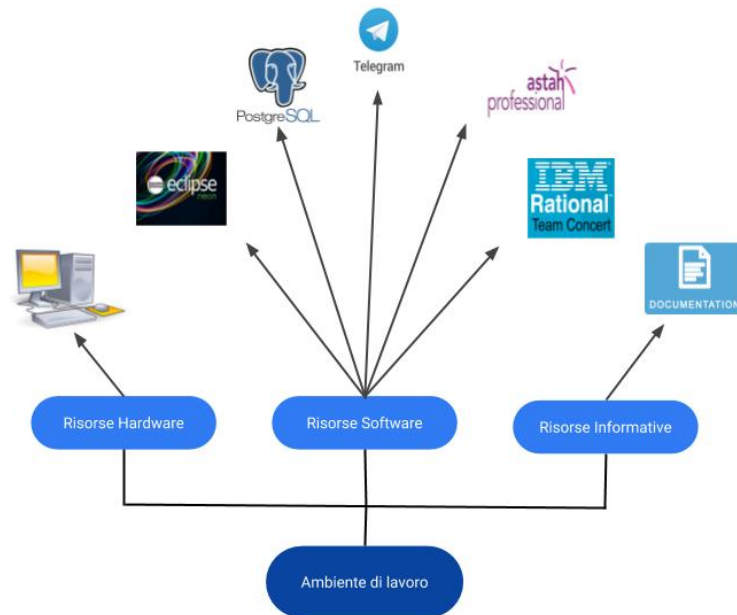 Telegram
PostgreSQL
astah
professional
eclipse
neon
IBM
Rational
Team Concert
DOCUMENTATION
Risorse Hardware
Risorse Software
Risorse Informative
Ambiente di lavoro